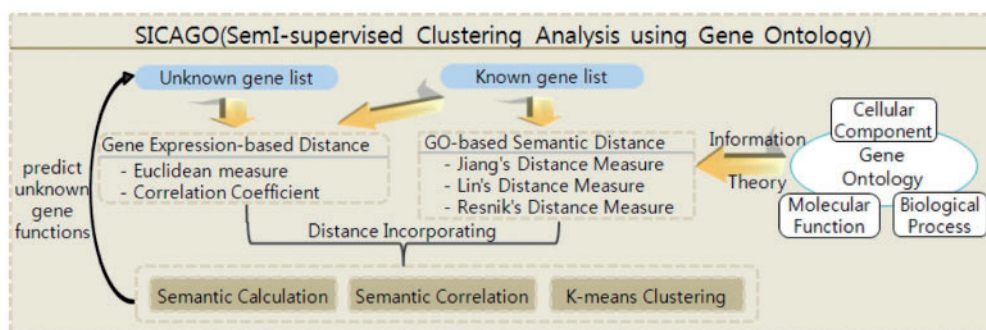 SICAGO(SemI-supervised Clustering Analysis using Gene Ontology)
Unknown gene list
Known gene list
Gene Expression-based Distance
- Euclidean measure
- Correlation Coefficient
GO-based Semantic Distance
- Jiang's Distance Measure
- Lin's Distance Measure
- Resnik's Distance Measure
Information
Theory
Cellular
Component
Gene
Ontology
Molecular
Function
Biological
Process
predict
unknown
gene
functions
Distance Incorporating
Semantic Calculation
Semantic Correlation
K-means Clustering